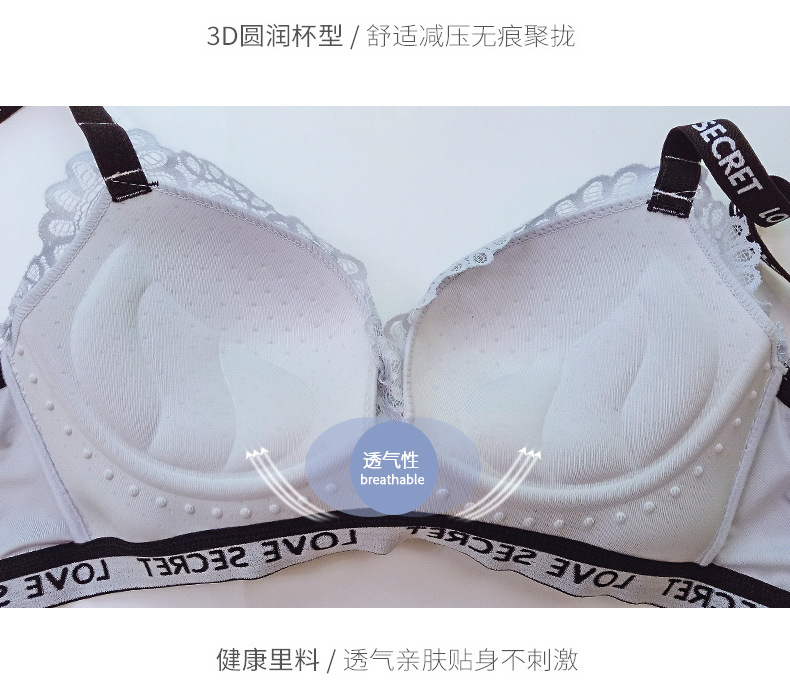 3D圆润杯型 / 舒适减压无痕聚拢
SECRET LO
透气性
breathable
LOVE SECRET LOVE SECRET LOVE SECRET LOVE SECRET
健康里料 / 透气亲肤贴身不刺激